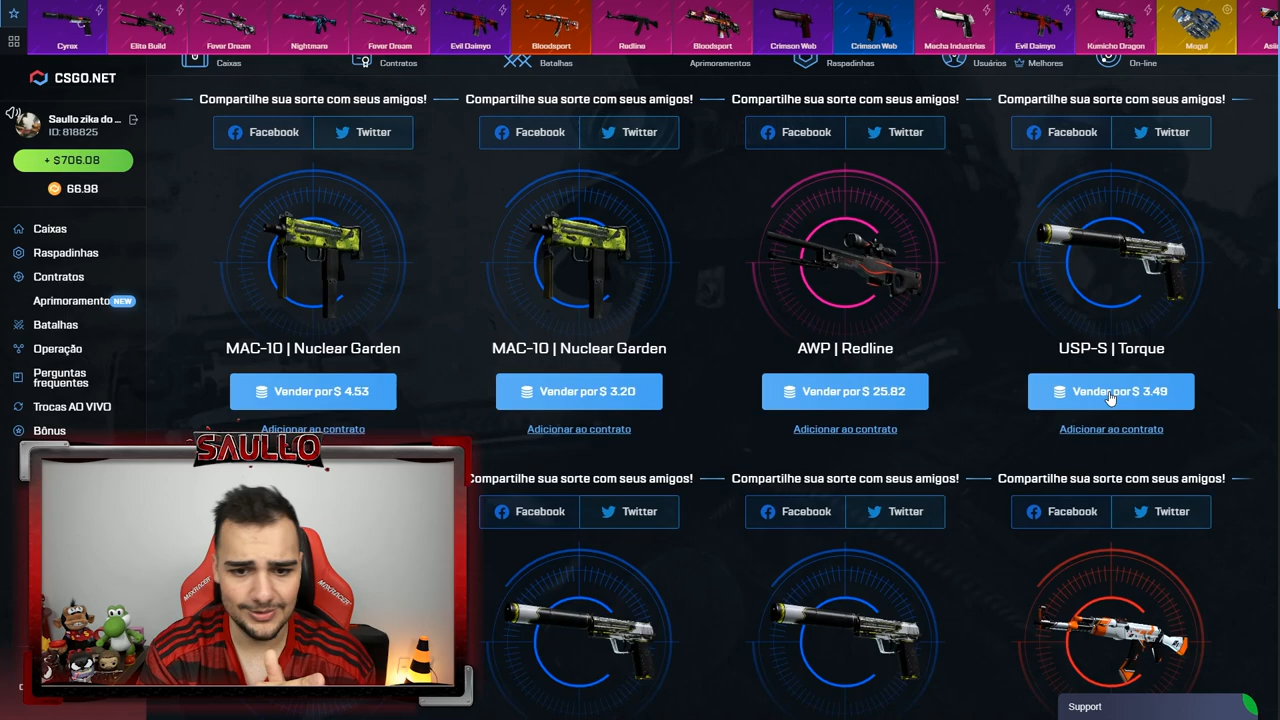 Cyrex
Elite Build
Fever Dream
Nightmare
Fever Dream
Evil Daimyo
Bloodsport
Redline
Bloodsport
Crimson Web
Crimson Web
Mecha Industries
Evil Daimyo
Kumicho Dragon
Mogul
CSGO.NET
Caixas
Contratos
Batalhas
Aprimoramentos
Raspadinhas
Usuários
Melhores
On-line
Saullo zika do ...
ID: 818825
+ $706.08
66.98
Caixas
Raspadinhas
Contratos
Aprimoramento NEW
Batalhas
Operação
Perguntas
frequentes
Trocas AO VIVO
Bônus
Compartilhe sua sorte com seus amigos!
Facebook
Twitter
MAC-10 | Nuclear Garden
Vender por $ 4.53
Adicionar ao contrato
Compartilhe sua sorte com seus amigos!
Facebook
Twitter
MAC-10 | Nuclear Garden
Vender por $ 3.20
Adicionar ao contrato
Compartilhe sua sorte com seus amigos!
Facebook
Twitter
AWP | Redline
Vender por $ 25.82
Adicionar ao contrato
Compartilhe sua sorte com seus amigos!
Facebook
Twitter
USP-S | Torque
Vender por $ 3.49
Adicionar ao contrato
Compartilhe sua sorte com seus amigos!
Facebook
Twitter
Compartilhe sua sorte com seus amigos!
Facebook
Twitter
Compartilhe sua sorte com seus amigos!
Facebook
Twitter
SAULLO
MAXRACER
MAXRACER
Support